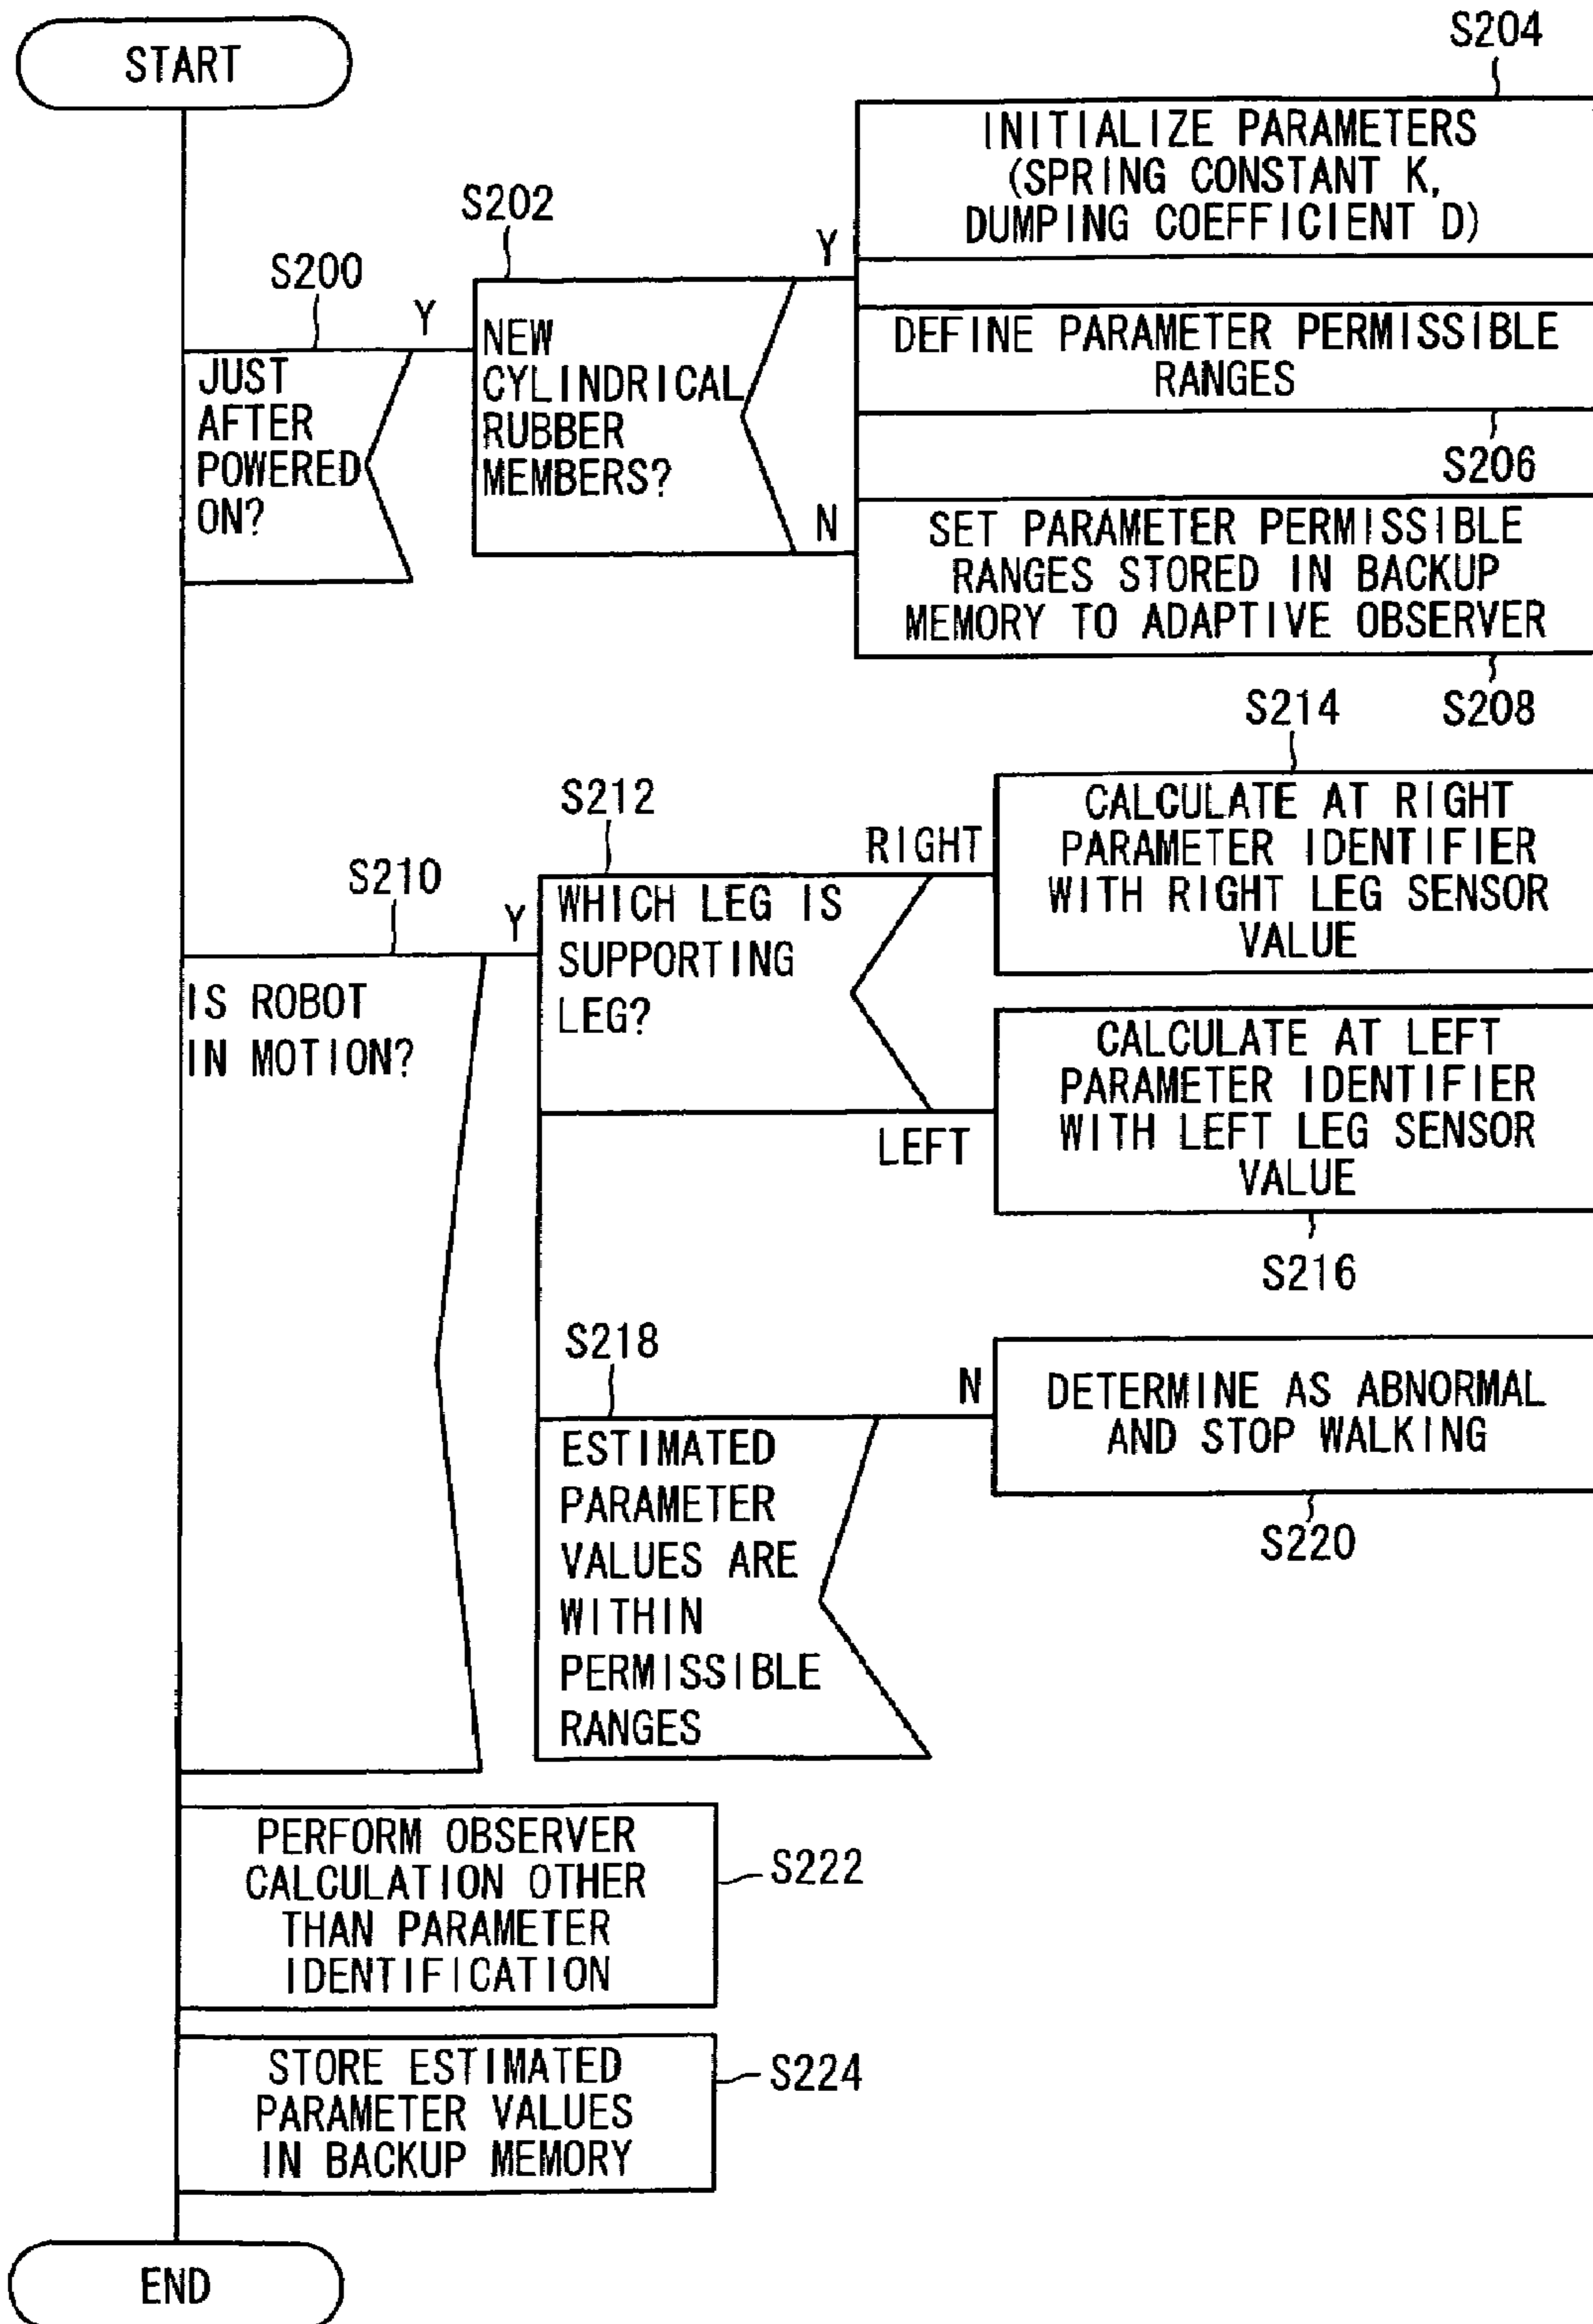 START
S204
INITIALIZE PARAMETERS
(SPRING CONSTANT K,
DUMPING COEFFICIENT D)
S202
Y
S200
Y
NEW
CYLINDRICAL
RUBBER
MEMBERS?
DEFINE PARAMETER PERMISSIBLE
RANGES
JUST
AFTER
POWERED
ON?
S206
N
SET PARAMETER PERMISSIBLE
RANGES STORED IN BACKUP
MEMORY TO ADAPTIVE OBSERVER
S208
S214
S212
RIGHT
CALCULATE AT RIGHT
PARAMETER IDENTIFIER
WITH RIGHT LEG SENSOR
VALUE
S210
Y
WHICH LEG IS
SUPPORTING
LEG?
IS ROBOT
IN MOTION?
CALCULATE AT LEFT
PARAMETER IDENTIFIER
WITH LEFT LEG SENSOR
VALUE
LEFT
S216
S218
N
DETERMINE AS ABNORMAL
AND STOP WALKING
S220
ESTIMATED
PARAMETER
VALUES ARE
WITHIN
PERMISSIBLE
RANGES
PERFORM OBSERVER
CALCULATION OTHER
THAN PARAMETER
IDENTIFICATION
S222
STORE ESTIMATED
PARAMETER VALUES
IN BACKUP MEMORY
S224
END